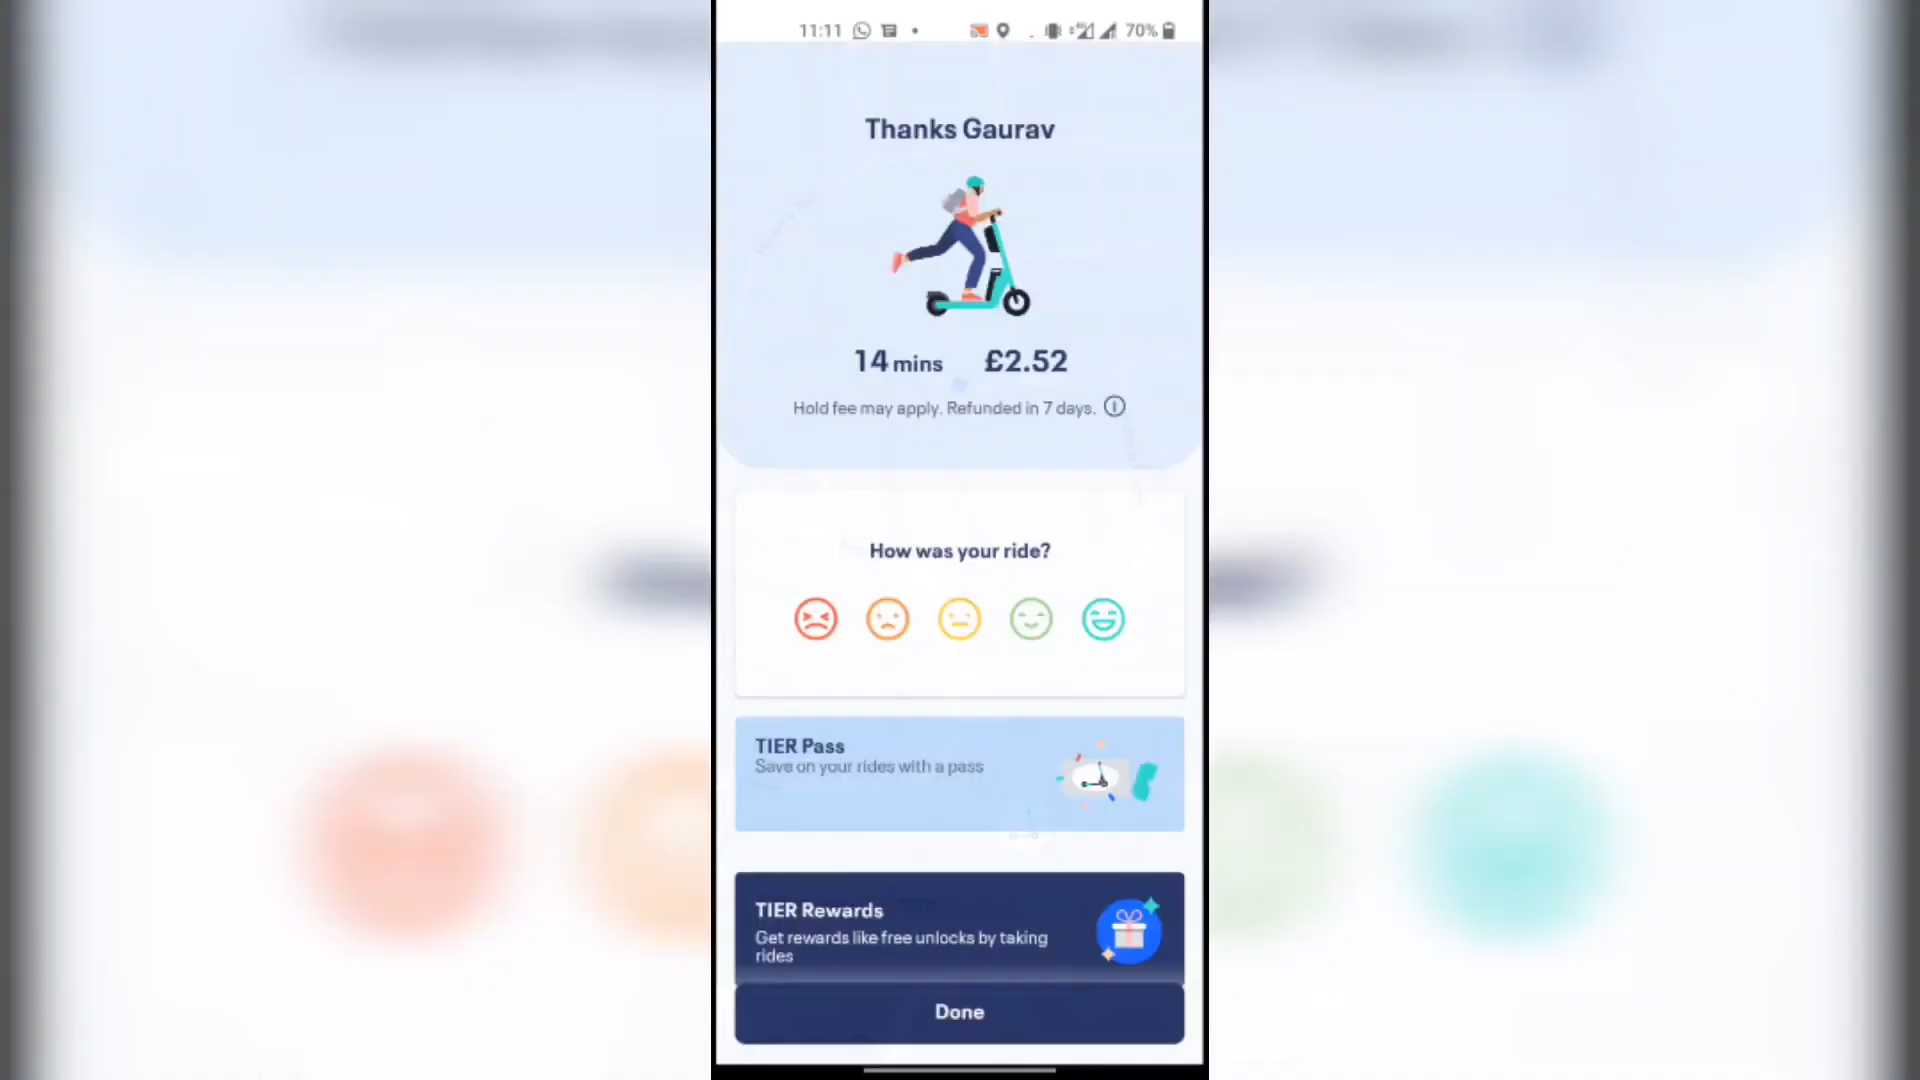 11:11 70%
Thanks Gaurav
14 mins £2.52
Hold fee may apply. Refunded in 7 days.
How was your ride?
TIER Pass
Save on your rides with a pass
TIER Rewards
Get rewards like free unlocks by taking
rides
Done